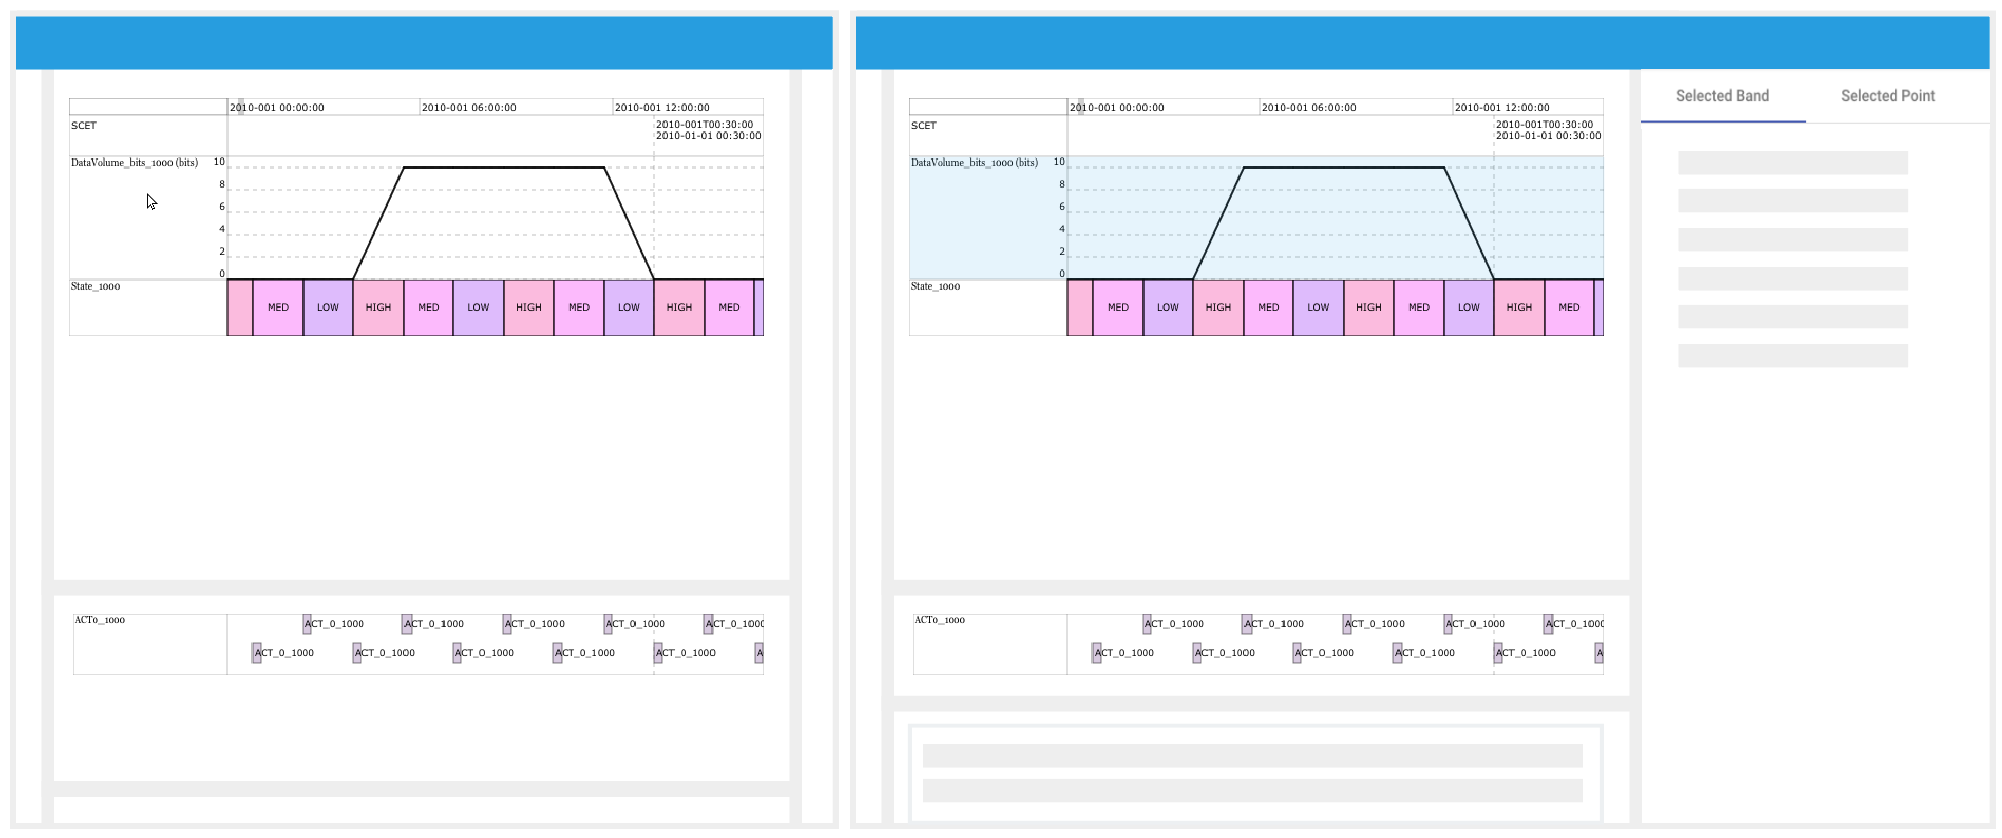 2010-001 00:00:00 2010-001 06:00:00 2010-001 12:00:00
SCET 2010-001T00:30:00
2010-01-01 00:30:00
DataVolume_bits_1000 (bits) 10
8
6
4
2
0
State_1000
MED LOW HIGH MED LOW HIGH MED LOW HIGH MED
ACT0_1000
ACT_0_1000 ACT_0_1000 ACT_0_1000 ACT_0_1000 ACT_0_1000
ACT_0_1000 ACT_0_1000 ACT_0_1000 ACT_0_1000 ACT_0_1000 A
Selected Band Selected Point
2010-001 00:00:00 2010-001 06:00:00 2010-001 12:00:00
SCET 2010-001T00:30:00
2010-01-01 00:30:00
DataVolume_bits_1000 (bits) 10
8
6
4
2
0
State_1000
MED LOW HIGH MED LOW HIGH MED LOW HIGH MED
ACT0_1000
ACT_0_1000 ACT_0_1000 ACT_0_1000 ACT_0_1000 ACT_0_1000
ACT_0_1000 ACT_0_1000 ACT_0_1000 ACT_0_1000 ACT_0_1000 A